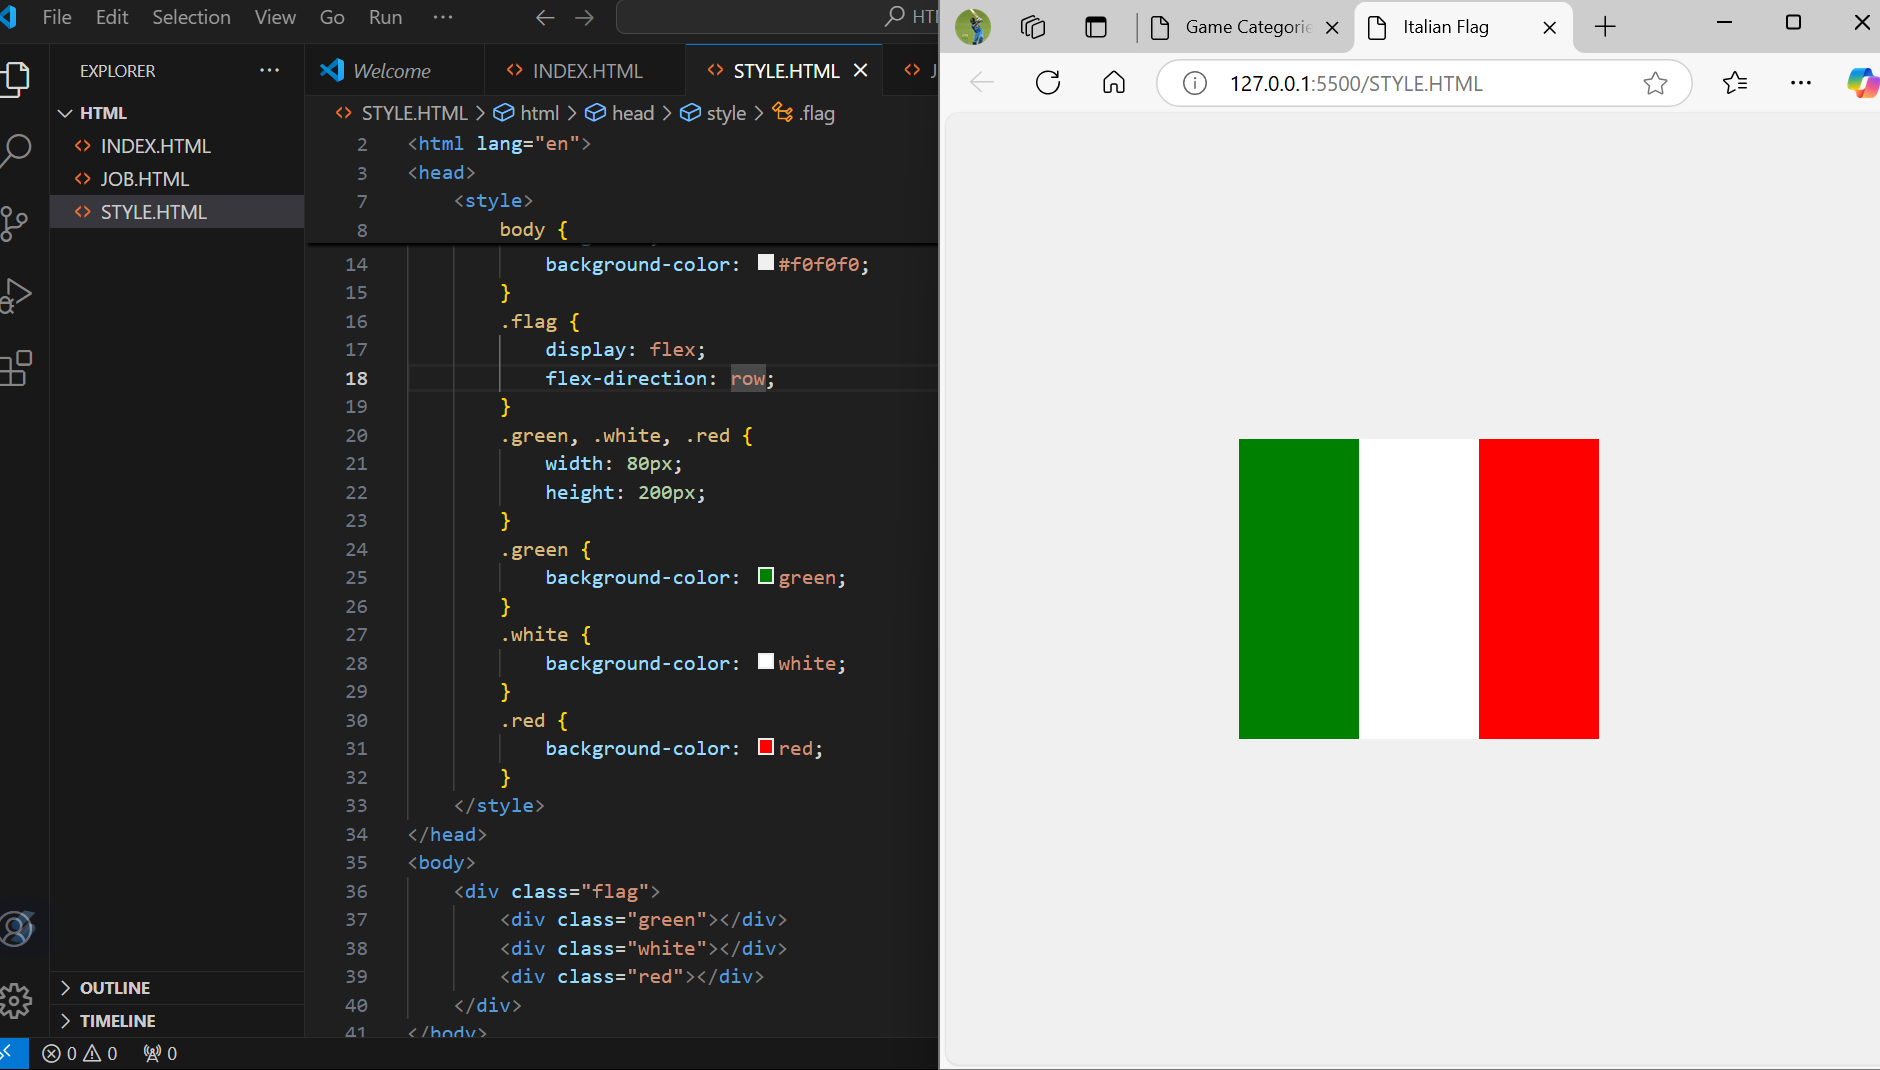 File Edit Selection View Go Run ···
EXPLORER ···
HTML
INDEX.HTML
JOB.HTML
STYLE.HTML
OUTLINE
TIMELINE
0 0 0
Welcome INDEX.HTML STYLE.HTML
STYLE.HTML > html > head > style > .flag
2 <html lang="en">
3 <head>
7 <style>
8 body {
14 background-color: #f0f0f0;
15 }
16 .flag {
17 display: flex;
18 flex-direction: row;
19 }
20 .green, .white, .red {
21 width: 80px;
22 height: 200px;
23 }
24 .green {
25 background-color: green;
26 }
27 .white {
28 background-color: white;
29 }
30 .red {
31 background-color: red;
32 }
33 </style>
34 </head>
35 <body>
36 <div class="flag">
37 <div class="green"></div>
38 <div class="white"></div>
39 <div class="red"></div>
40 </div>
41 </body>
Game Categorie Italian Flag
127.0.0.1:5500/STYLE.HTML